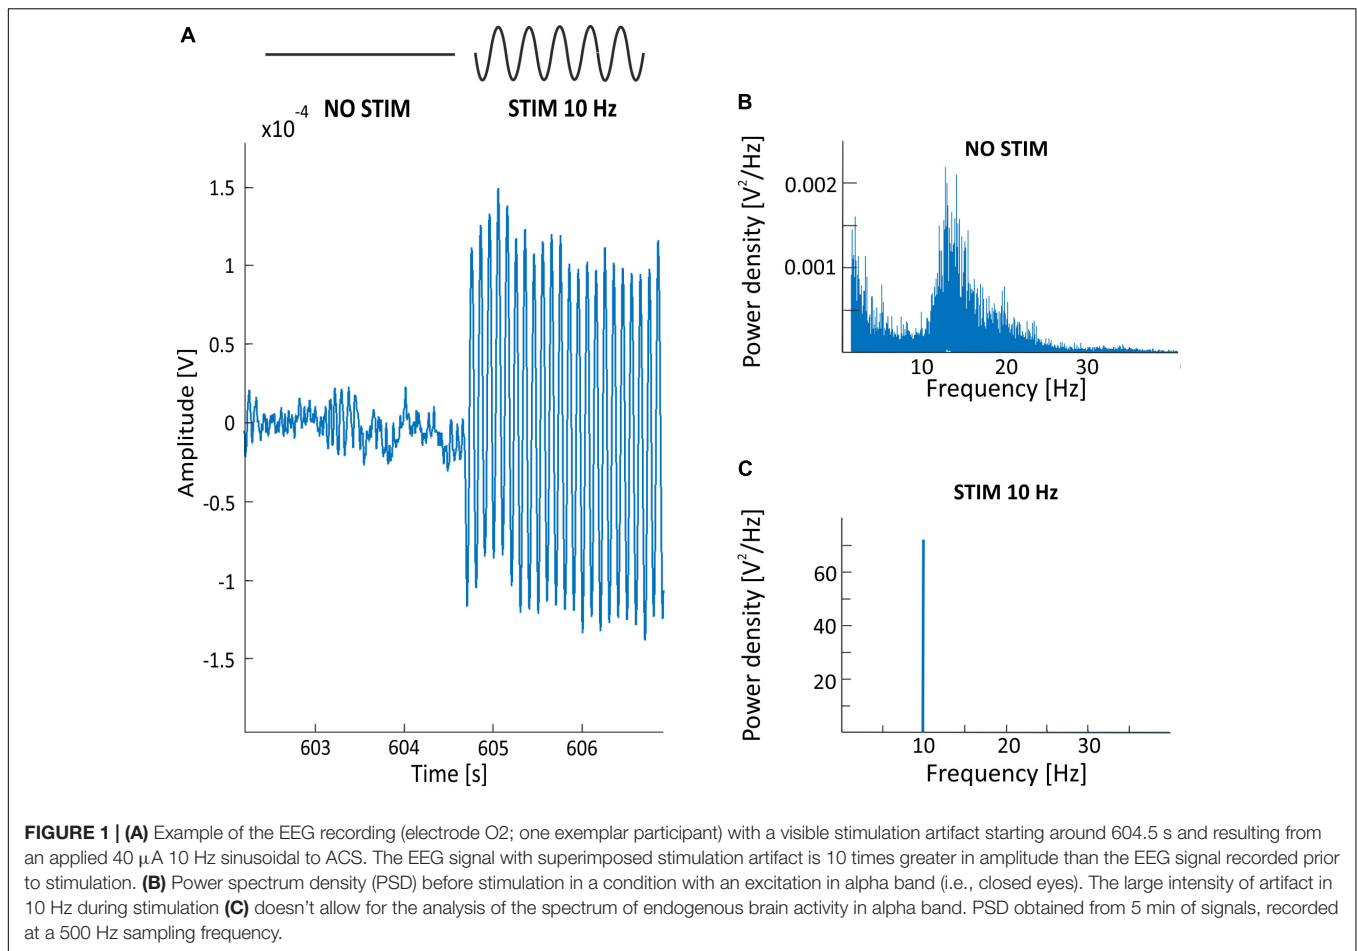 A
NO STIM
STIM 10 Hz
x10-4
1.5
1
0.5
0
-0.5
-1
-1.5
Amplitude [V]
603 604 605 606
Time [s]
B
NO STIM
0.002
0.001
Power density [V2/Hz]
10 20 30
Frequency [Hz]
C
STIM 10 Hz
60
40
20
Power density [V2/Hz]
10 20 30
Frequency [Hz]
FIGURE 1 | (A) Example of the EEG recording (electrode O2; one exemplar participant) with a visible stimulation artifact starting around 604.5 s and resulting from
an applied 40 μA 10 Hz sinusoidal to ACS. The EEG signal with superimposed stimulation artifact is 10 times greater in amplitude than the EEG signal recorded prior
to stimulation. (B) Power spectrum density (PSD) before stimulation in a condition with an excitation in alpha band (i.e., closed eyes). The large intensity of artifact in
10 Hz during stimulation (C) doesn't allow for the analysis of the spectrum of endogenous brain activity in alpha band. PSD obtained from 5 min of signals, recorded
at a 500 Hz sampling frequency.